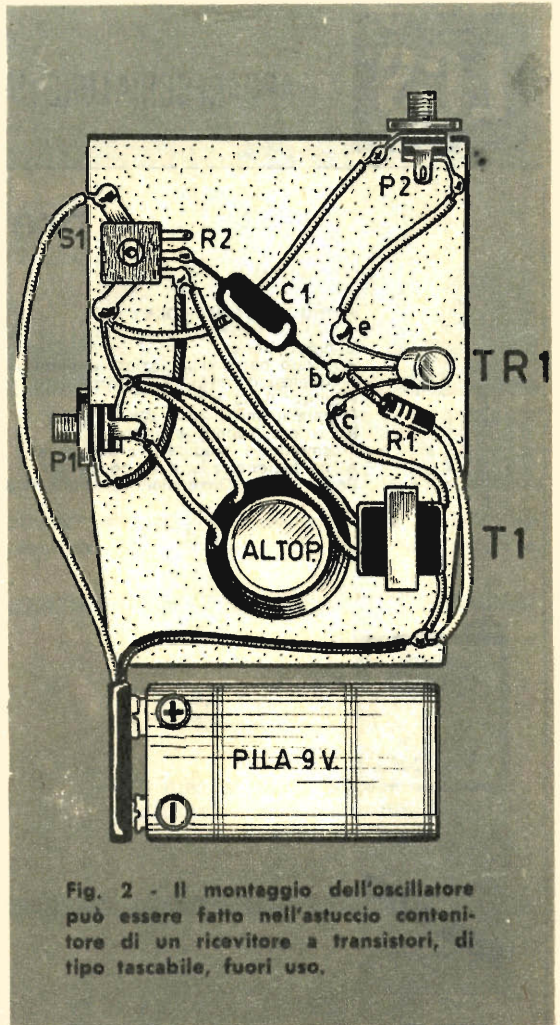 P2
S1
R2
C1
e
TR1
b
c
R1
P1
ALTOP.
T1
+
PILA 9 V.
−
Fig. 2 - Il montaggio dell'oscillatore
può essere fatto nell'astuccio conteni-
tore di un ricevitore a transistori, di
tipo tascabile, fuori uso.